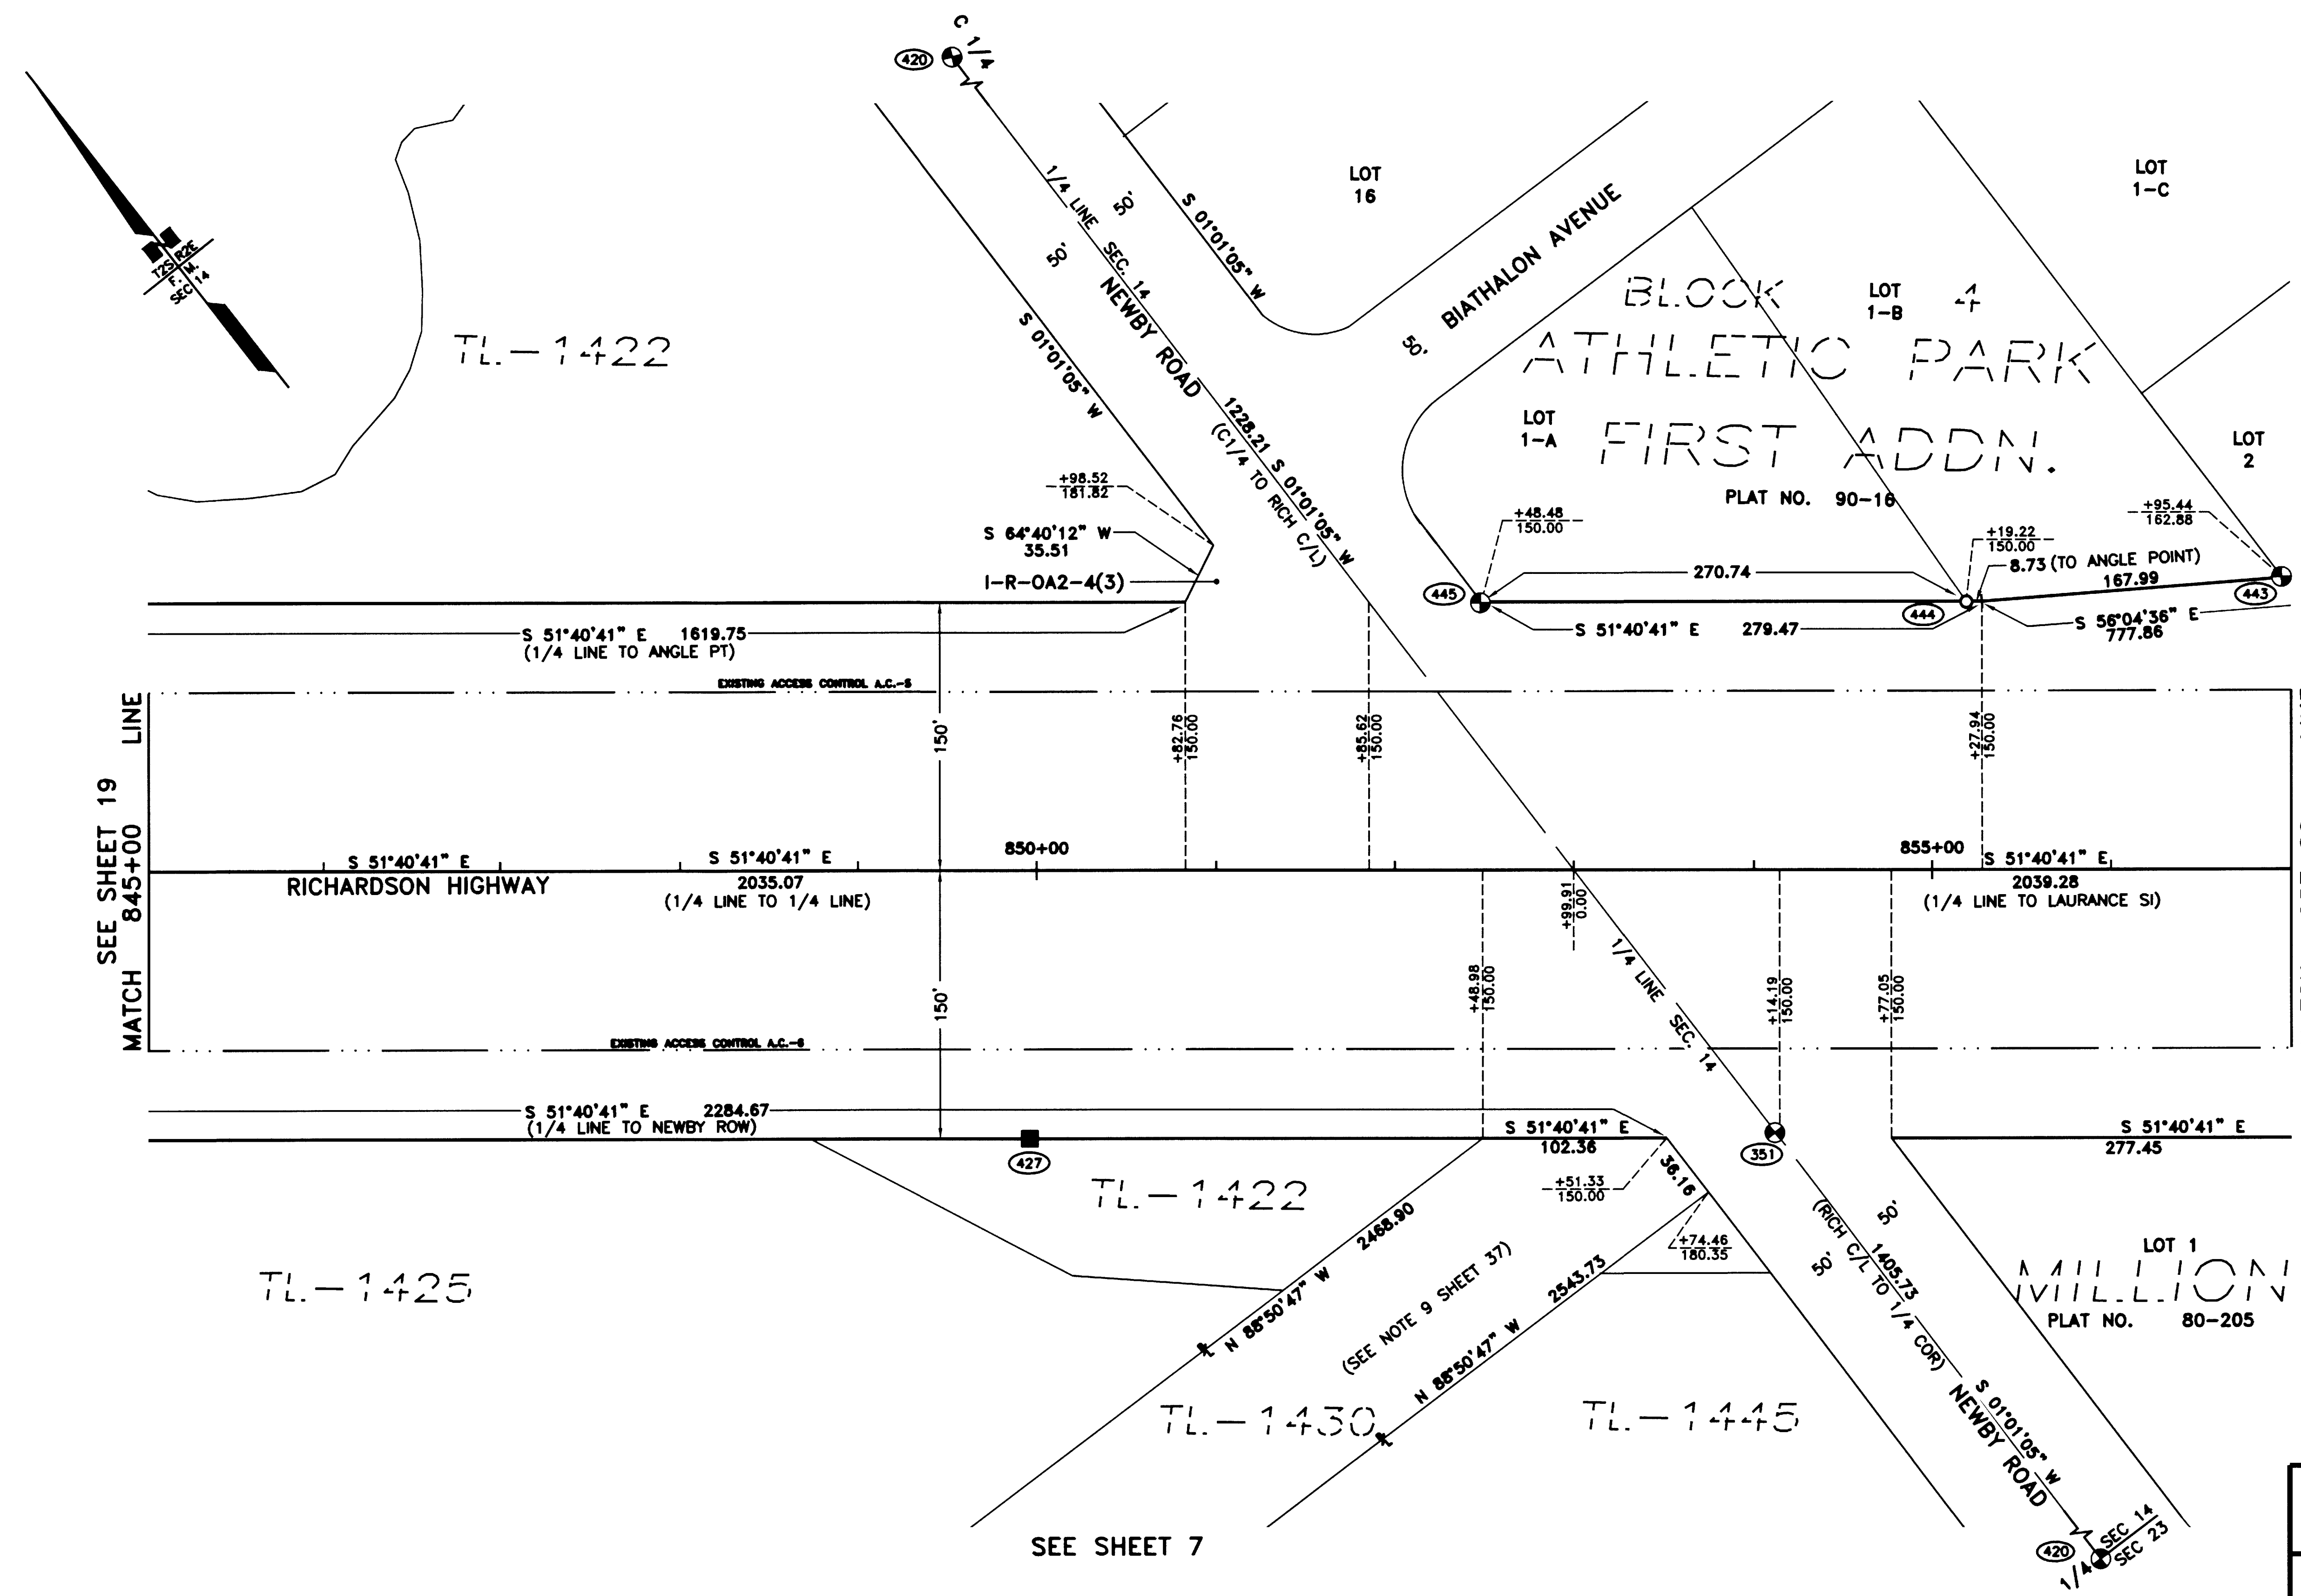 C 1/4
420
T2S R2E
F. M.
SEC 14
TL-1422
1/4 LINE SEC. 14
50'
50'
NEWBY ROAD
S 01°01'05" W
S 01°01'05" W
1228.21 S 01°01'05" W
(C1/4 TO RICH C/L)
LOT
16
BIATHALON AVENUE
50'
LOT
1-C
BLOCK 4
LOT
1-B
ATHLETIC PARK
LOT
1-A
FIRST ADDN.
PLAT NO. 90-16
LOT
2
+98.52
181.82
S 64°40'12" W
35.51
I-R-OA2-4(3)
+48.48
150.00
+19.22
150.00
+95.44
162.88
8.73 (TO ANGLE POINT)
167.99
270.74
445
444
443
S 51°40'41" E 279.47
S 56°04'36" E
777.86
S 51°40'41" E 1619.75
(1/4 LINE TO ANGLE PT)
EXISTING ACCESS CONTROL A.C.-6
150'
+82.76
150.00
+85.62
150.00
+27.94
150.00
SEE SHEET 19
MATCH 845+00 LINE
S 51°40'41" E
RICHARDSON HIGHWAY
S 51°40'41" E
2035.07
(1/4 LINE TO 1/4 LINE)
850+00
855+00
S 51°40'41" E
2039.28
(1/4 LINE TO LAURANCE SI)
+99.91
0.00
150'
+48.98
150.00
1/4 LINE SEC. 14
+14.19
150.00
+77.05
150.00
EXISTING ACCESS CONTROL A.C.-6
S 51°40'41" E 2284.67
(1/4 LINE TO NEWBY ROW)
427
S 51°40'41" E
102.36
351
S 51°40'41" E
277.45
TL-1422
36.16
+51.33
150.00
+74.46
180.35
2468.90
N 88°50'47" W
(SEE NOTE 9 SHEET 37)
2543.73
N 88°50'47" W
TL-1425
TL-1430
TL-1445
50'
50'
(RICH C/L TO 1/4 COR)
1405.73
S 01°01'05" W
NEWBY ROAD
LOT 1
MILLION
PLAT NO. 80-205
SEE SHEET 7
420
1/4
SEC 14
SEC 23